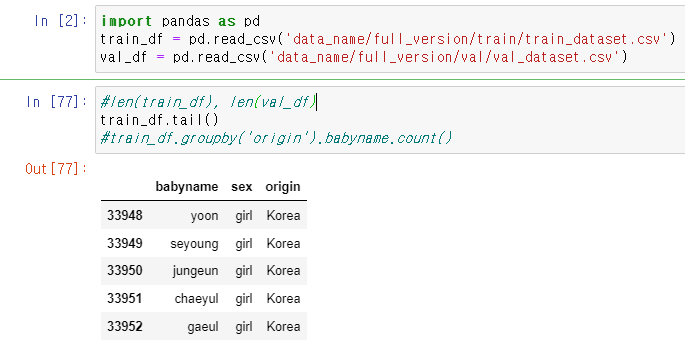 In [2]: import pandas as pd
train_df = pd.read_csv('data_name/full_version/train/train_dataset.csv')
val_df = pd.read_csv('data_name/full_version/val/val_dataset.csv')
In [77]: #len(train_df), len(val_df)
train_df.tail()
#train_df.groupby('origin').babyname.count()
Out[77]:
babyname sex origin
33948 yoon girl Korea
33949 seyoung girl Korea
33950 jungeun girl Korea
33951 chaeyul girl Korea
33952 gaeul girl Korea